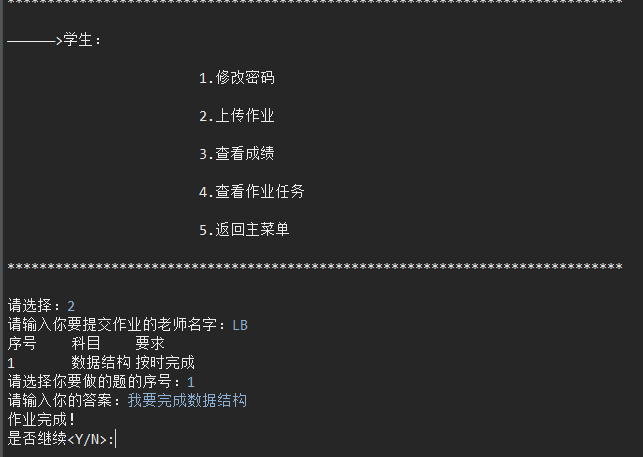 *****************************************************************************
——————>学生:
1.修改密码
2.上传作业
3.查看成绩
4.查看作业任务
5.返回主菜单
*****************************************************************************
请选择：2
请输入你要提交作业的老师名字：LB
序号 科目 要求
1 数据结构 按时完成
请选择你要做的题的序号：1
请输入你的答案：我要完成数据结构
作业完成!
是否继续<Y/N>: